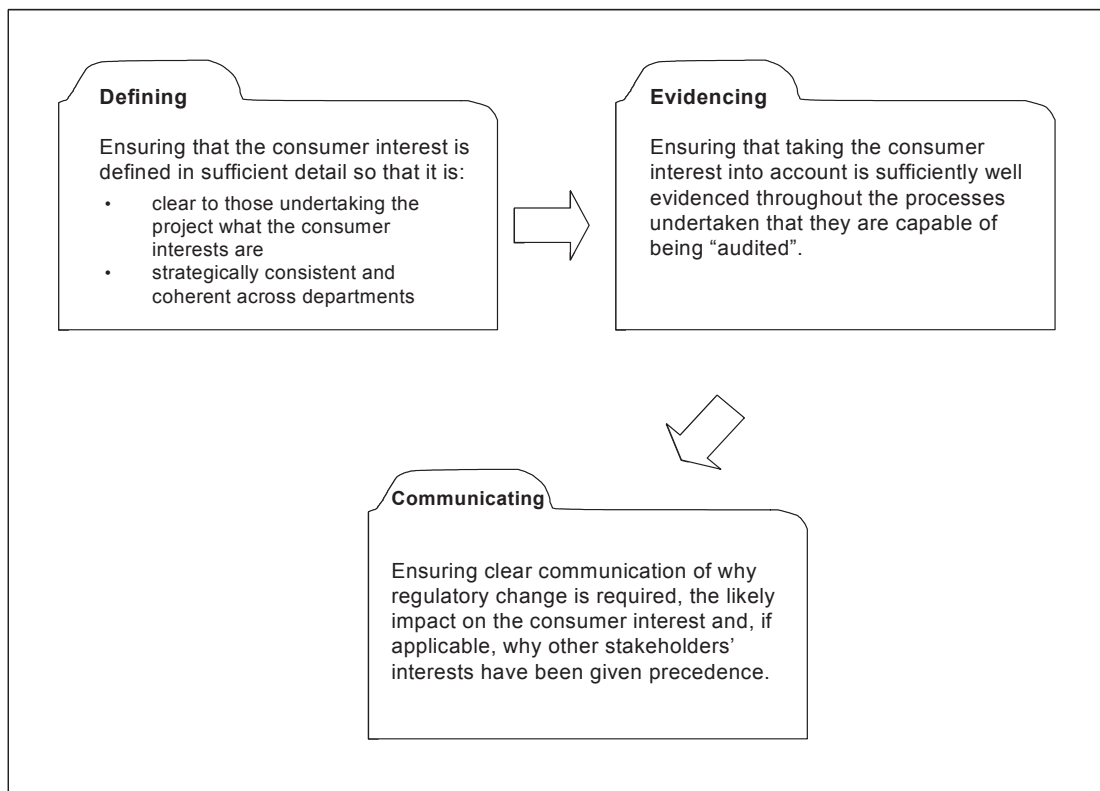 Defining
Ensuring that the consumer interest is
defined in sufficient detail so that it is:
• clear to those undertaking the
project what the consumer
interests are
• strategically consistent and
coherent across departments
Evidencing
Ensuring that taking the consumer
interest into account is sufficiently well
evidenced throughout the processes
undertaken that they are capable of
being “audited”.
Communicating
Ensuring clear communication of why
regulatory change is required, the likely
impact on the consumer interest and, if
applicable, why other stakeholders’
interests have been given precedence.